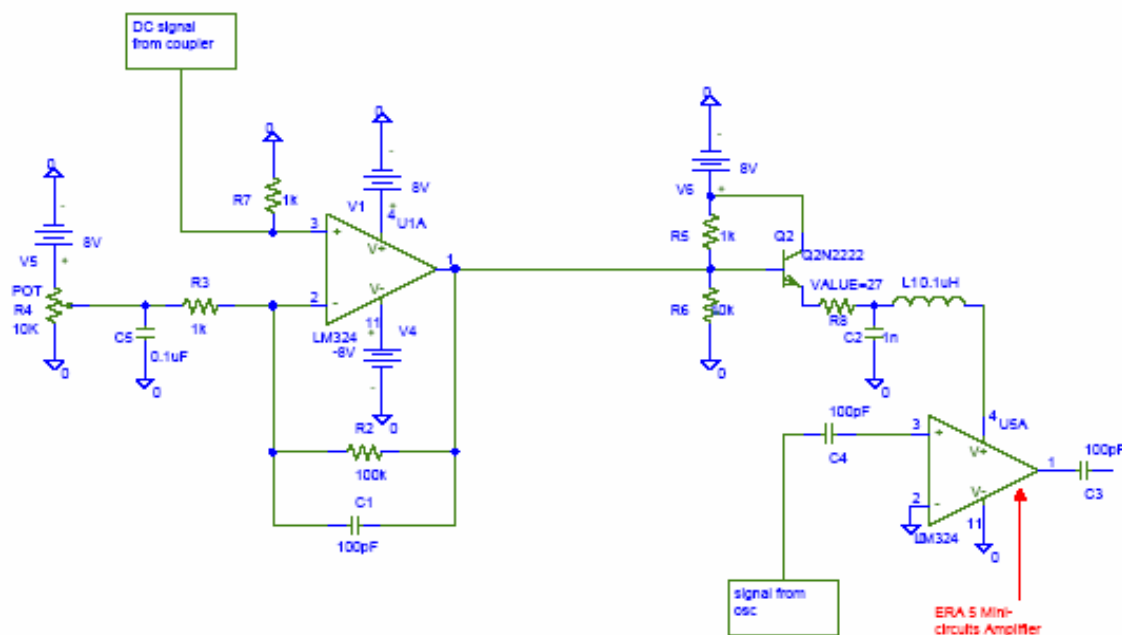 DC signal
from coupler
0
0
0
0
8V
R7
1k
V1
8V
4
U1A
V6
8V
V5
R5
1k
Q2
Q2N2222
3
+
V+
1
POT
R4
10K
R3
1k
2
-
V-
VALUE=27
L1 0.1uH
R6
R8
C5
0.1uF
11
LM324
-8V
V4
C2
1n
0
0
0
0
R2
100k
0
100pF
C4
3
+
4
U5A
V+
1
100pF
C3
C1
100pF
2
-
V-
11
LM324
0
signal from
osc
ERA 5 Mini-
circuits Amplifier